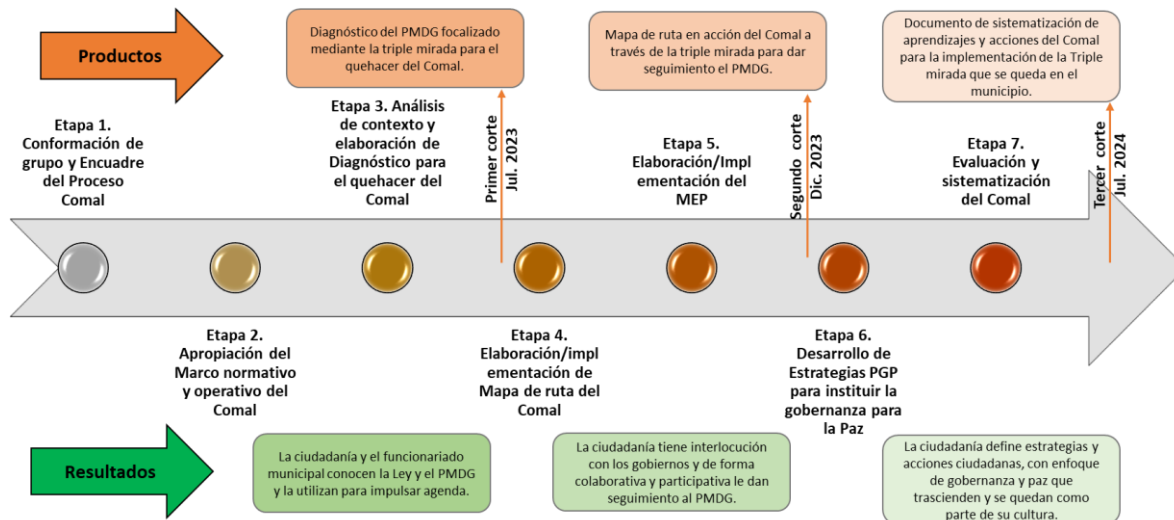 Productos
Diagnóstico del PMDG focalizado
mediante la triple mirada para el
quehacer del Comal.
Mapa de ruta en acción del Comal a
través de la triple mirada para dar
seguimiento el PMDG.
Documento de sistematización de
aprendizajes y acciones del Comal
para la implementación de la Triple
mirada que se queda en el
municipio.
Etapa 1.
Conformación de
grupo y Encuadre
del Proceso
Comal
Etapa 3. Análisis
de contexto y
elaboración de
Diagnóstico para
el quehacer del
Comal
Primer corte
Jul. 2023
Etapa 5.
Elaboración/Impl
ementación del
MEP
Segundo corte
Dic. 2023
Etapa 7.
Evaluación y
sistematización
del Comal
Tercer corte
Jul. 2024
Etapa 2.
Apropiación del
Marco normativo
y operativo del
Comal
Etapa 4.
Elaboración/impl
ementación de
Mapa de ruta del
Comal
Etapa 6.
Desarrollo de
Estrategias PGP
para instituir la
gobernanza para
la Paz
Resultados
La ciudadanía y el funcionariado
municipal conocen la Ley y el PMDG
y la utilizan para impulsar agenda.
La ciudadanía tiene interlocución
con los gobiernos y de forma
colaborativa y participativa le dan
seguimiento al PMDG.
La ciudadanía define estrategias y
acciones ciudadanas, con enfoque
de gobernanza y paz que
trascienden y se quedan como
parte de su cultura.